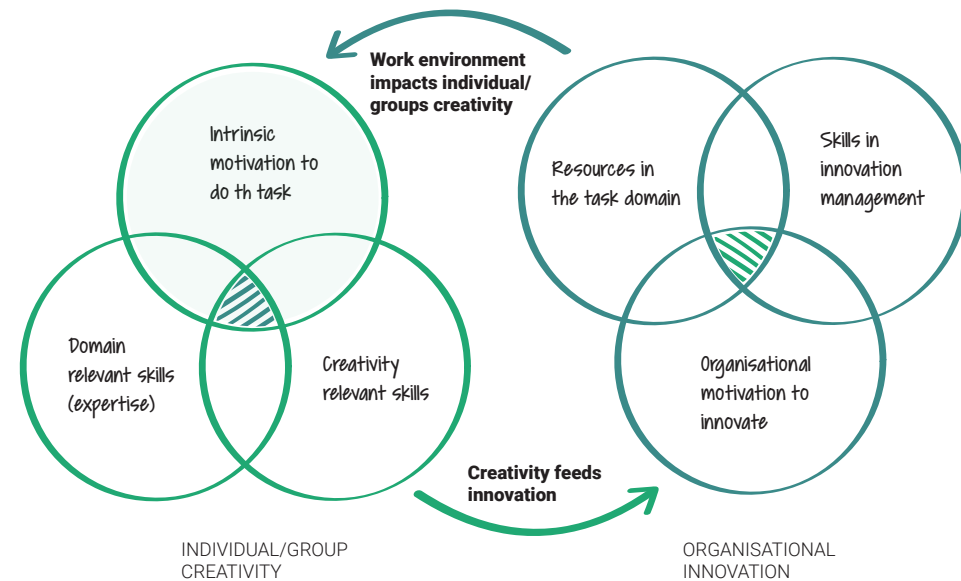 Work environment
impacts individual/
groups creativity
Intrinsic
motivation to
do th task
Domain
relevant skills
(expertise)
Creativity
relevant skills
Resources in
the task domain
Skills in
innovation
management
Organisational
motivation to
innovate
Creativity feeds
innovation
INDIVIDUAL/GROUP
CREATIVITY
ORGANISATIONAL
INNOVATION